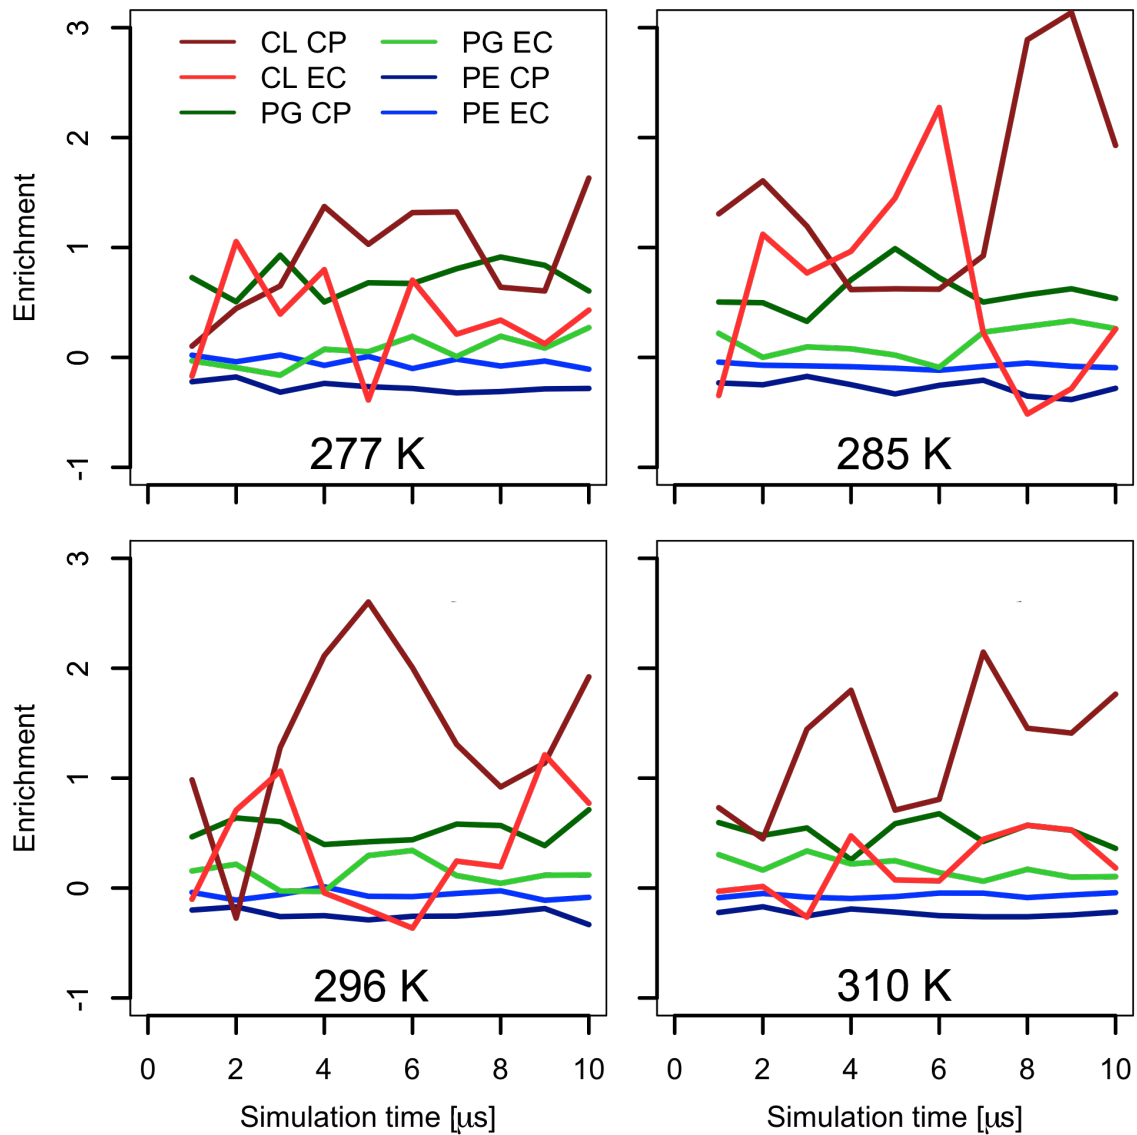 3
2
1
0
-1
Enrichment
CL CP PG EC
CL EC PE CP
PG CP PE EC
277 K
285 K
3
2
1
0
-1
Enrichment
296 K
310 K
0 2 4 6 8 10
0 2 4 6 8 10
Simulation time [μs]
Simulation time [μs]